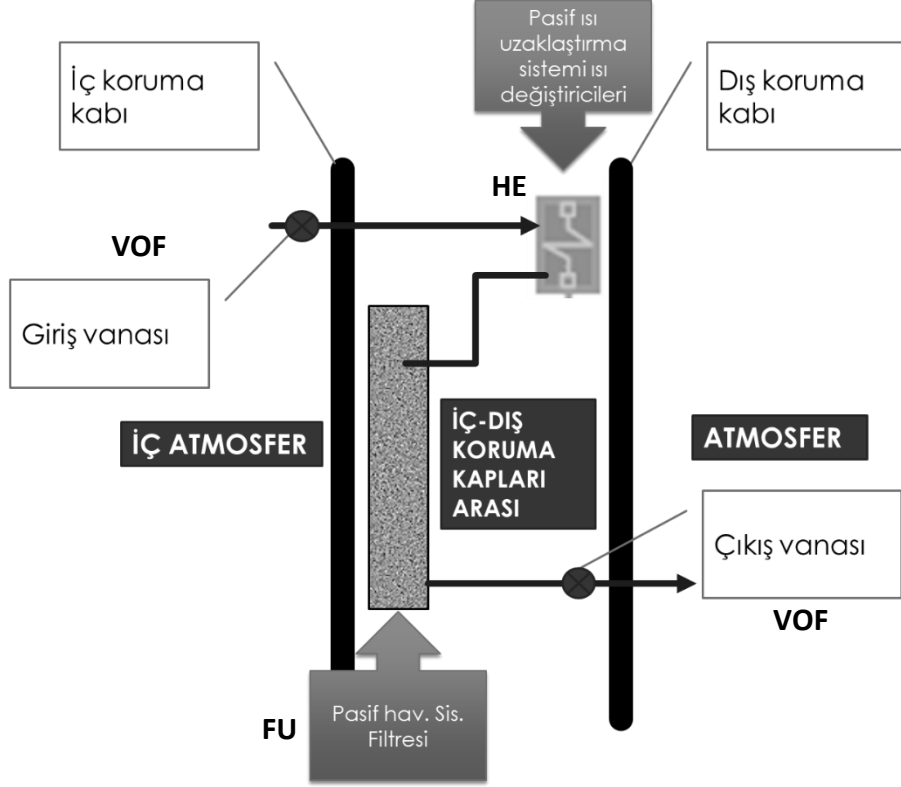 Pasif ısı
uzaklaştırma
sistemi ısı
değiştiricileri
İç koruma
kabı
Dış koruma
kabı
HE
VOF
Giriş vanası
İÇ ATMOSFER
İÇ-DIŞ
KORUMA
KAPLARI
ARASI
ATMOSFER
Çıkış vanası
VOF
FU
Pasif hav. Sis.
Filtresi